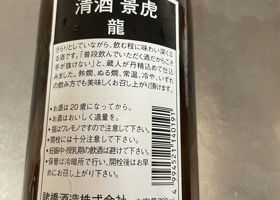 清酒 景虎
龍
さらりとしていながら、飲む程に味わい深くな
る酒です。「普段飲んでいただく酒だからこそ
手が抜けない」と、蔵人が丹精込めて仕込
みました。熱燗、ぬる燗、常温、冷や、いずれ
の飲み方でも美味しくお召し上がり頂けます。
●お酒は20歳になってから。
●お酒はおいしく適量を。
●瓶はワレモノですので注意して下さい。
●開栓には十分注意して下さい。
●妊娠中・授乳期の飲酒は避けて下さい。
●保管は冷暗所で行い、開栓後はお早
めにお召し上がり下さい。
諸橋酒造株式会社
4994521140191